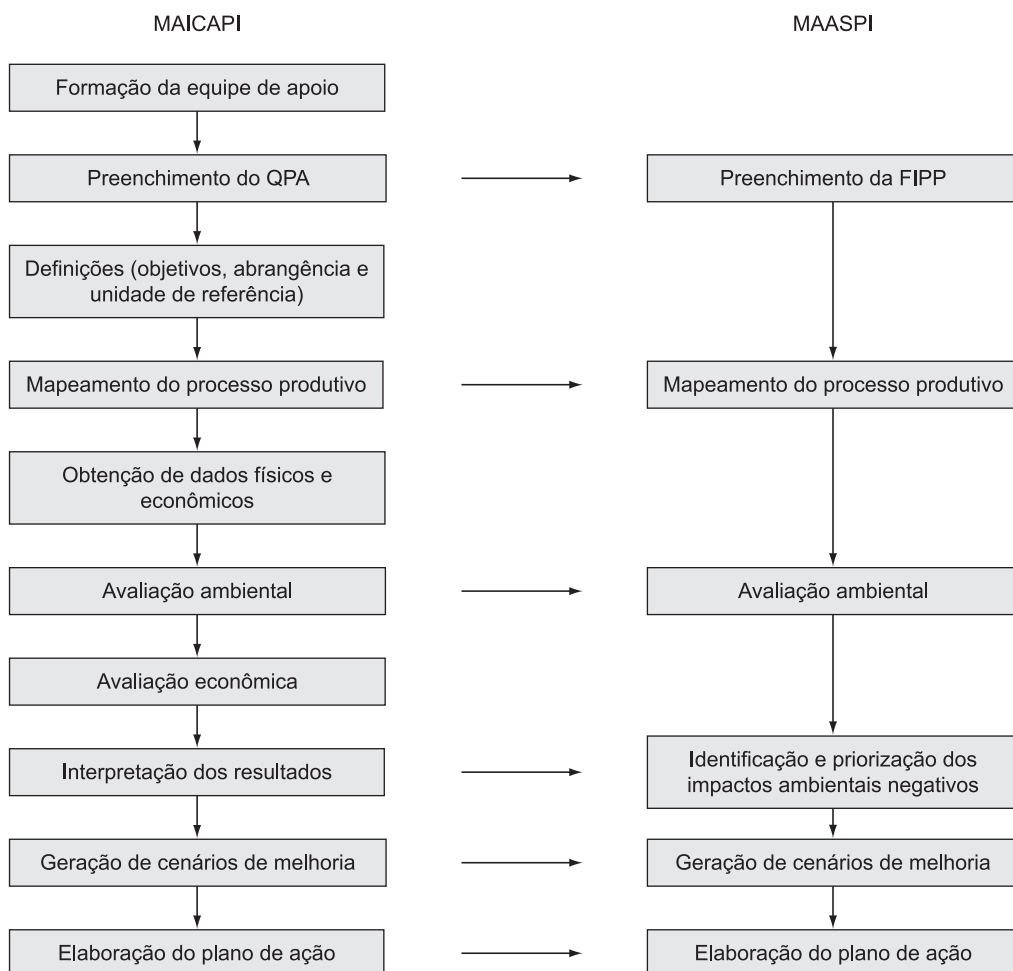 MAICAPI
MAASPI
Formação da equipe de apoio
Preenchimento do QPA
Preenchimento da FIPP
Definições (objetivos, abrangência e
unidade de referência)
Mapeamento do processo produtivo
Mapeamento do processo produtivo
Obtenção de dados físicos e
econômicos
Avaliação ambiental
Avaliação ambiental
Avaliação econômica
Interpretação dos resultados
Identificação e priorização dos
impactos ambientais negativos
Geração de cenários de melhoria
Geração de cenários de melhoria
Elaboração do plano de ação
Elaboração do plano de ação